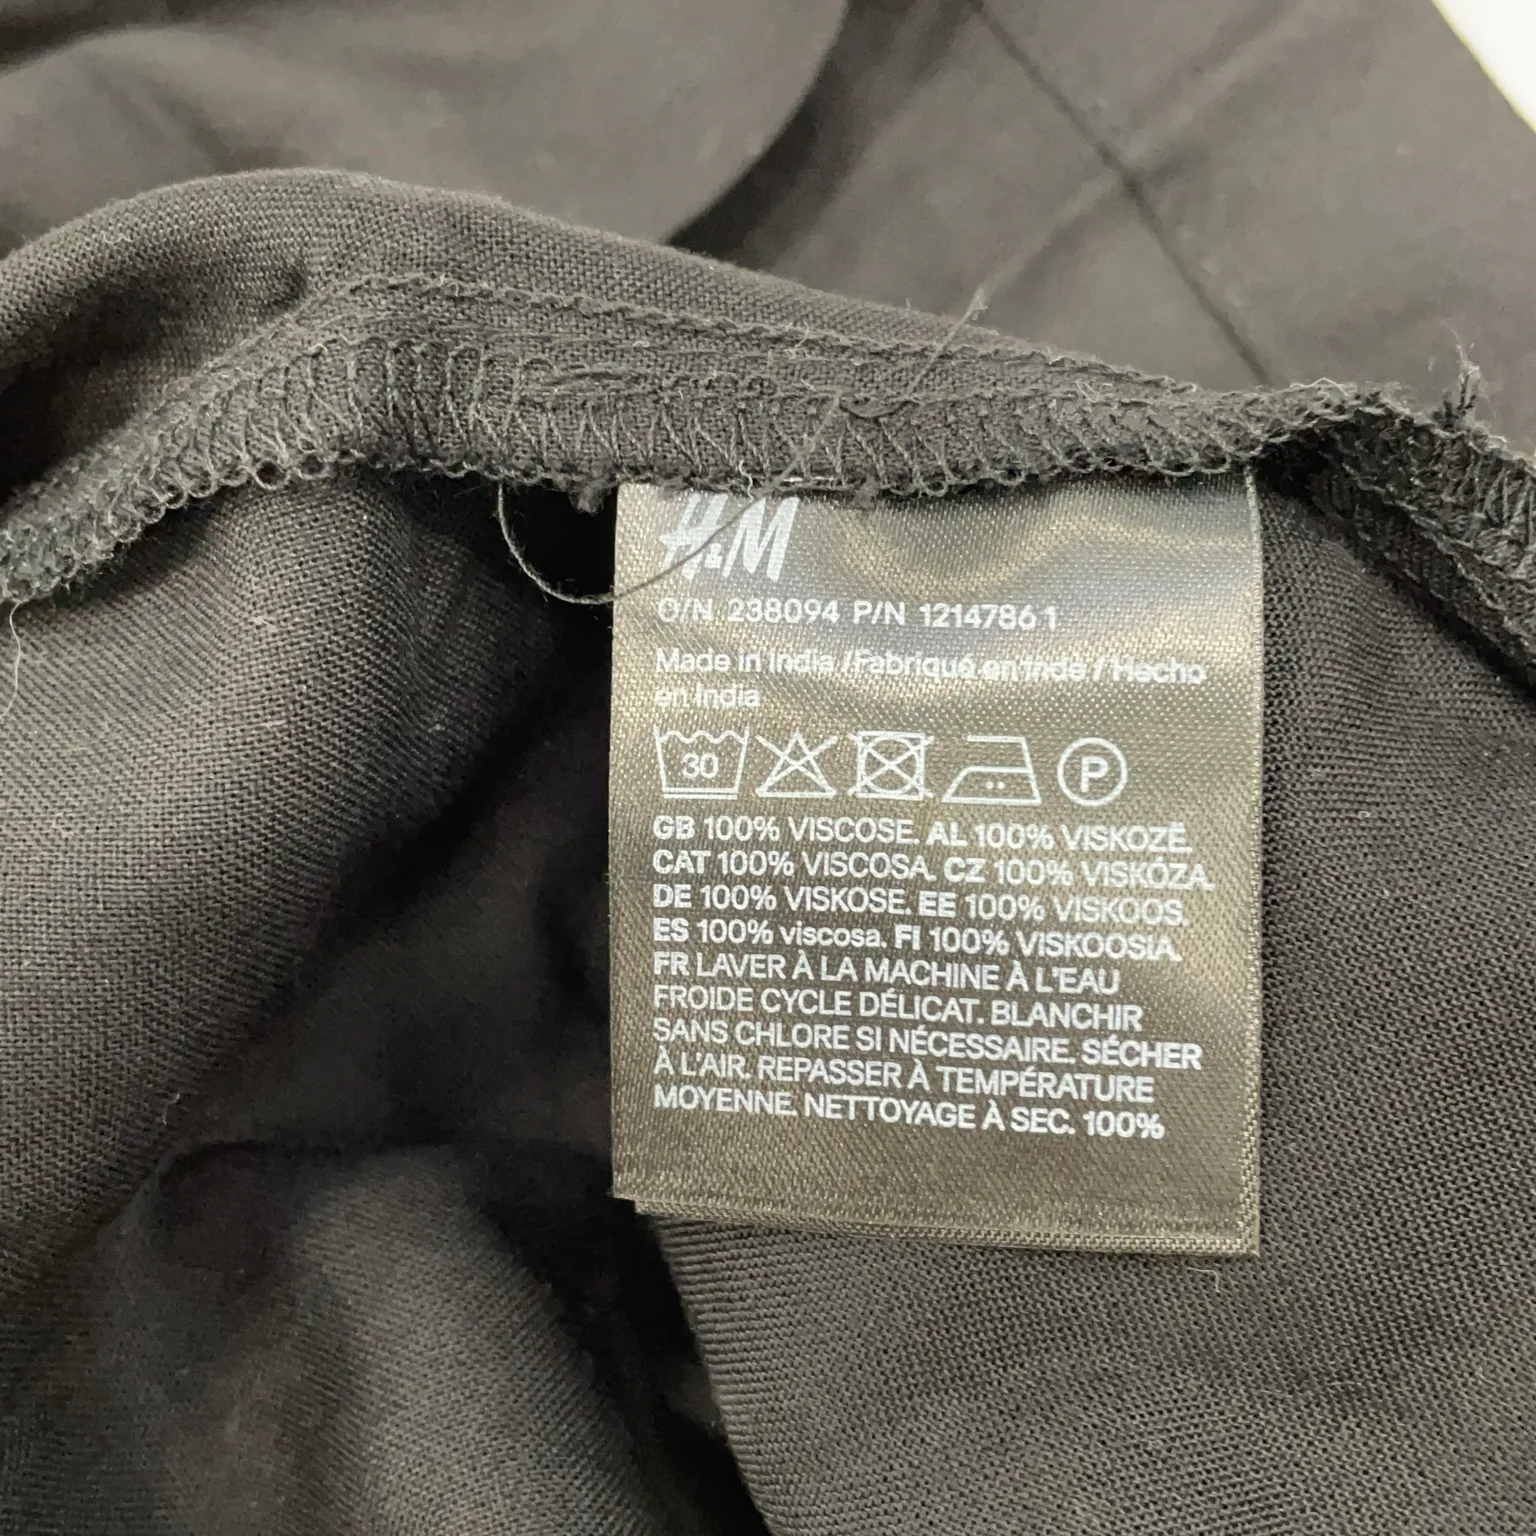 H&M
O/N 238094 P/N 1214786 1
Made in India / Fabriqué en Inde / Hecho
en India
30
P
GB 100% VISCOSE. AL 100% VISKOZË.
CAT 100% VISCOSA. CZ 100% VISKÓZA.
DE 100% VISKOSE. EE 100% VISKOOS.
ES 100% viscosa. FI 100% VISKOOSIA.
FR LAVER À LA MACHINE À L'EAU
FROIDE CYCLE DÉLICAT. BLANCHIR
SANS CHLORE SI NÉCESSAIRE. SÉCHER
À L'AIR. REPASSER À TEMPÉRATURE
MOYENNE. NETTOYAGE À SEC. 100%